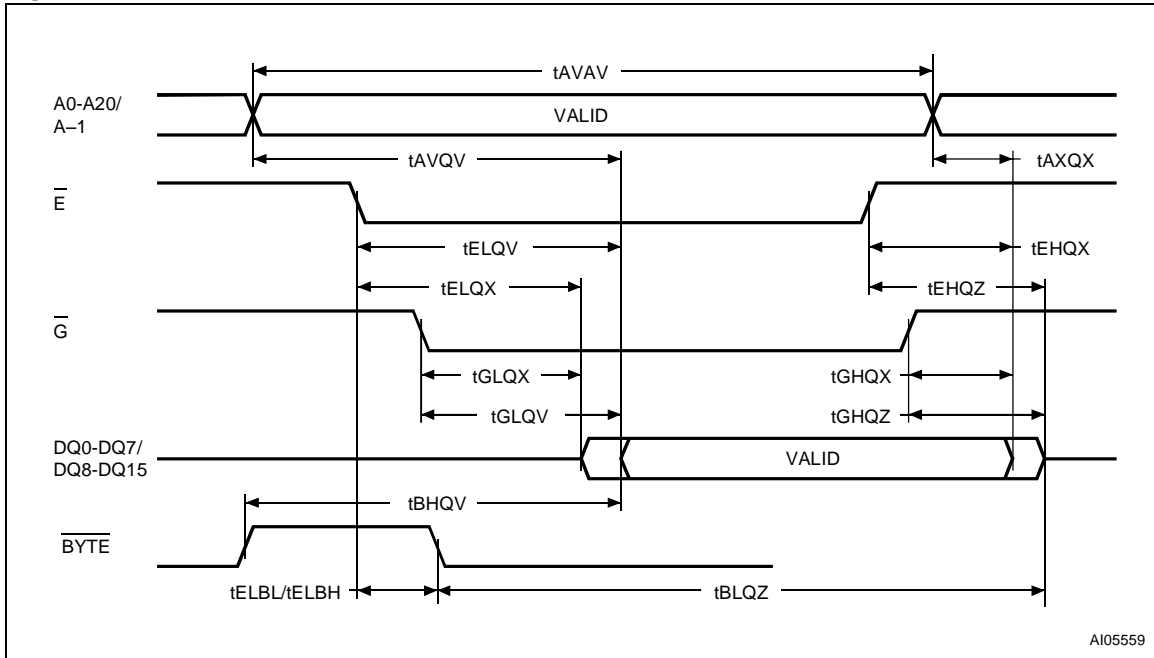 tAVAV
A0-A20/
A–1
VALID
tAVQV
tAXQX
E
tELQV
tEHQX
tELQX
tEHQZ
G
tGLQX
tGHQX
tGLQV
tGHQZ
DQ0-DQ7/
DQ8-DQ15
VALID
tBHQV
BYTE
tELBL/tELBH
tBLQZ
AI05559